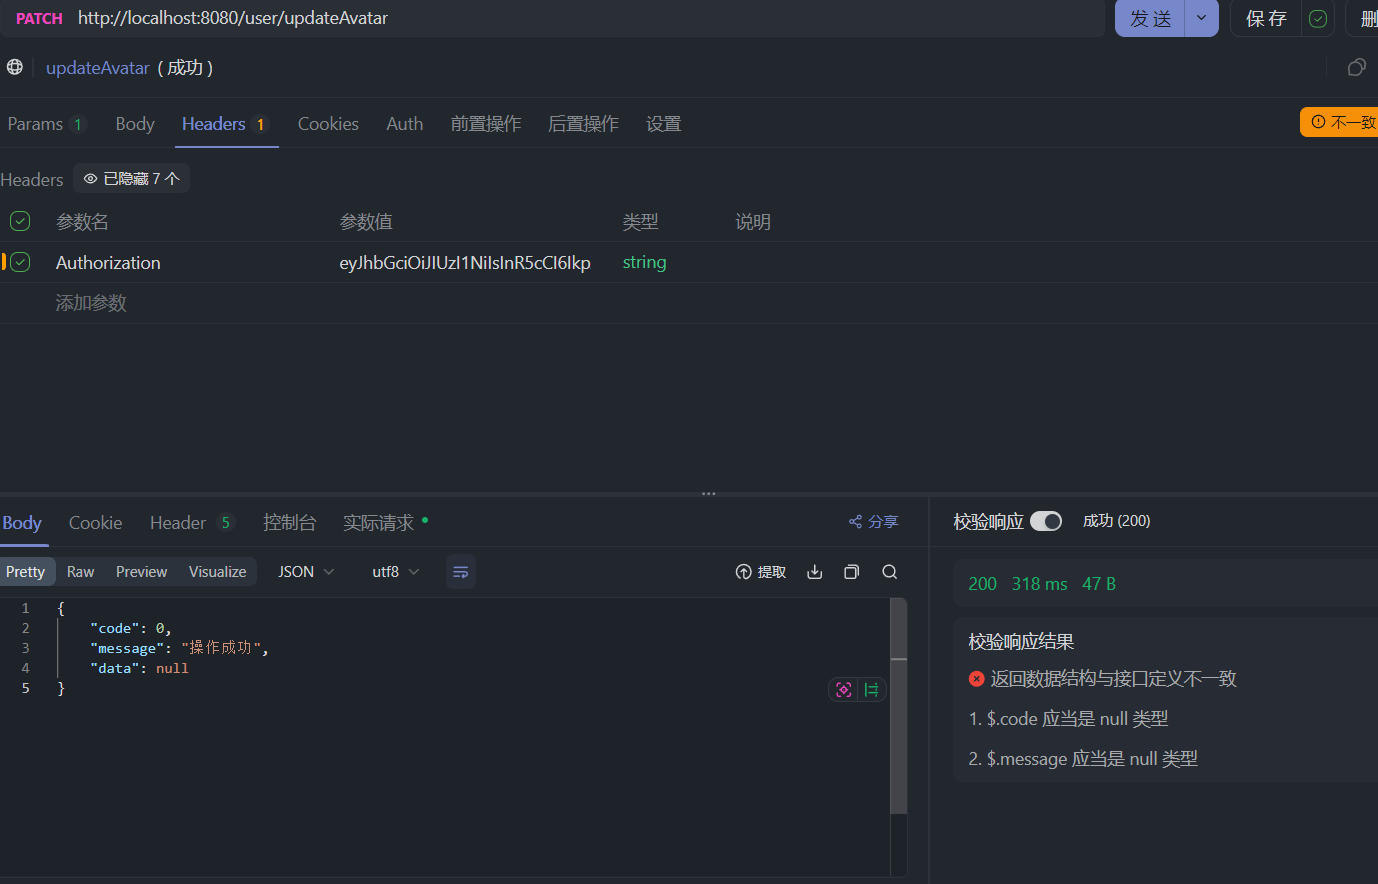 PATCH http://localhost:8080/user/updateAvatar 发 送 保 存 删
updateAvatar ( 成功 )
Params 1 Body Headers 1 Cookies Auth 前置操作 后置操作 设置 不一致
Headers 已隐藏 7 个
参数名 参数值 类型 说明
Authorization eyJhbGciOiJIUzI1NiIsInR5cCI6Ikp string
添加参数
Body Cookie Header 5 控制台 实际请求 分享 校验响应 成功 (200)
Pretty Raw Preview Visualize JSON utf8 提取
200 318 ms 47 B
1 {
2 "code": 0,
3 "message": "操作成功",
4 "data": null
5 }
校验响应结果
返回数据结构与接口定义不一致
1. $.code 应当是 null 类型
2. $.message 应当是 null 类型